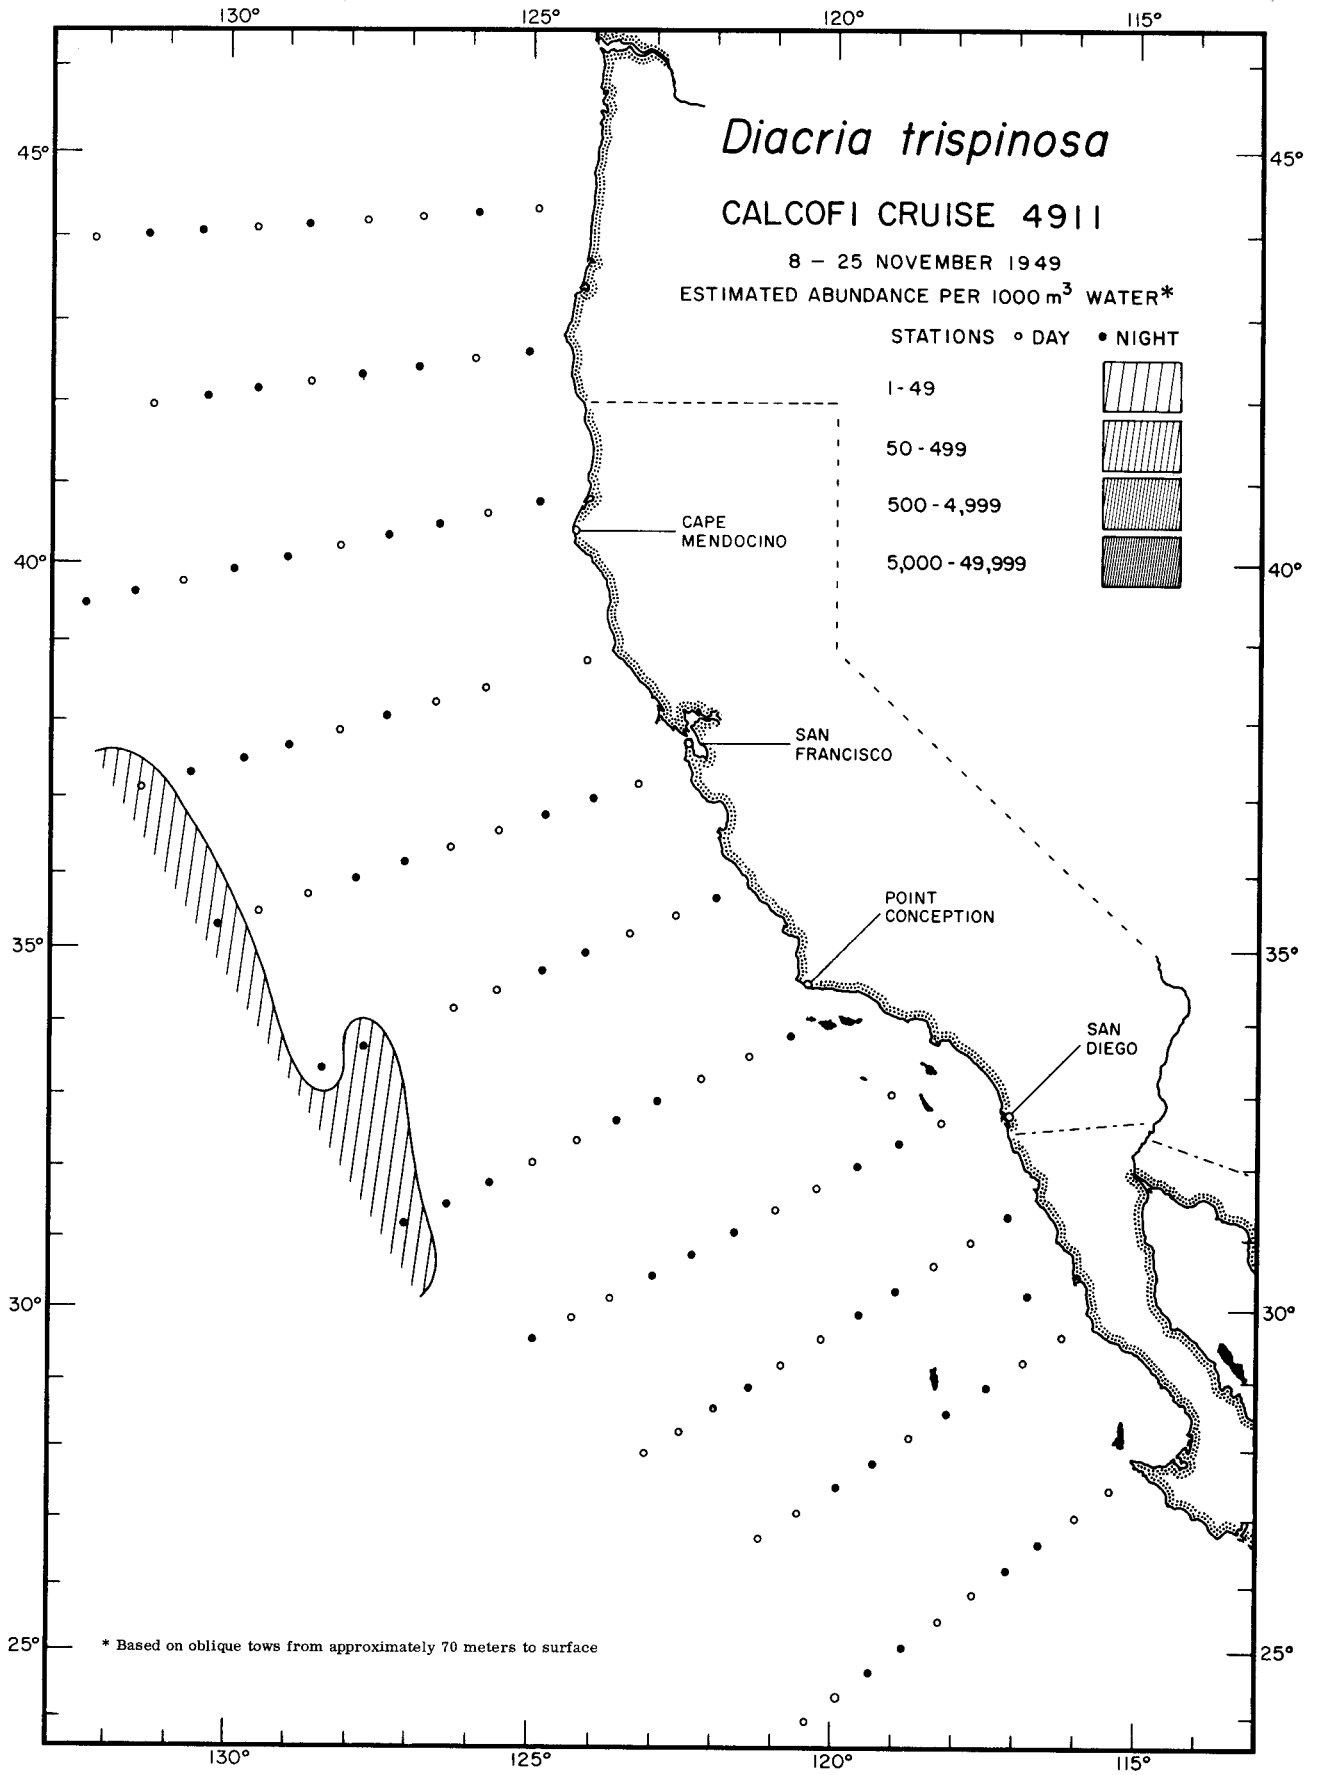 130° 125° 120° 115°
Diacria trispinosa
45° 45°
CALCOFI CRUISE 4911
8 – 25 NOVEMBER 1949
ESTIMATED ABUNDANCE PER 1000 m³ WATER*
STATIONS ○ DAY ● NIGHT
1-49
50-499
500-4,999
5,000-49,999
CAPE
MENDOCINO
40° 40°
SAN
FRANCISCO
POINT
CONCEPTION
35° 35°
SAN
DIEGO
30° 30°
25° 25°
* Based on oblique tows from approximately 70 meters to surface
130° 125° 120° 115°